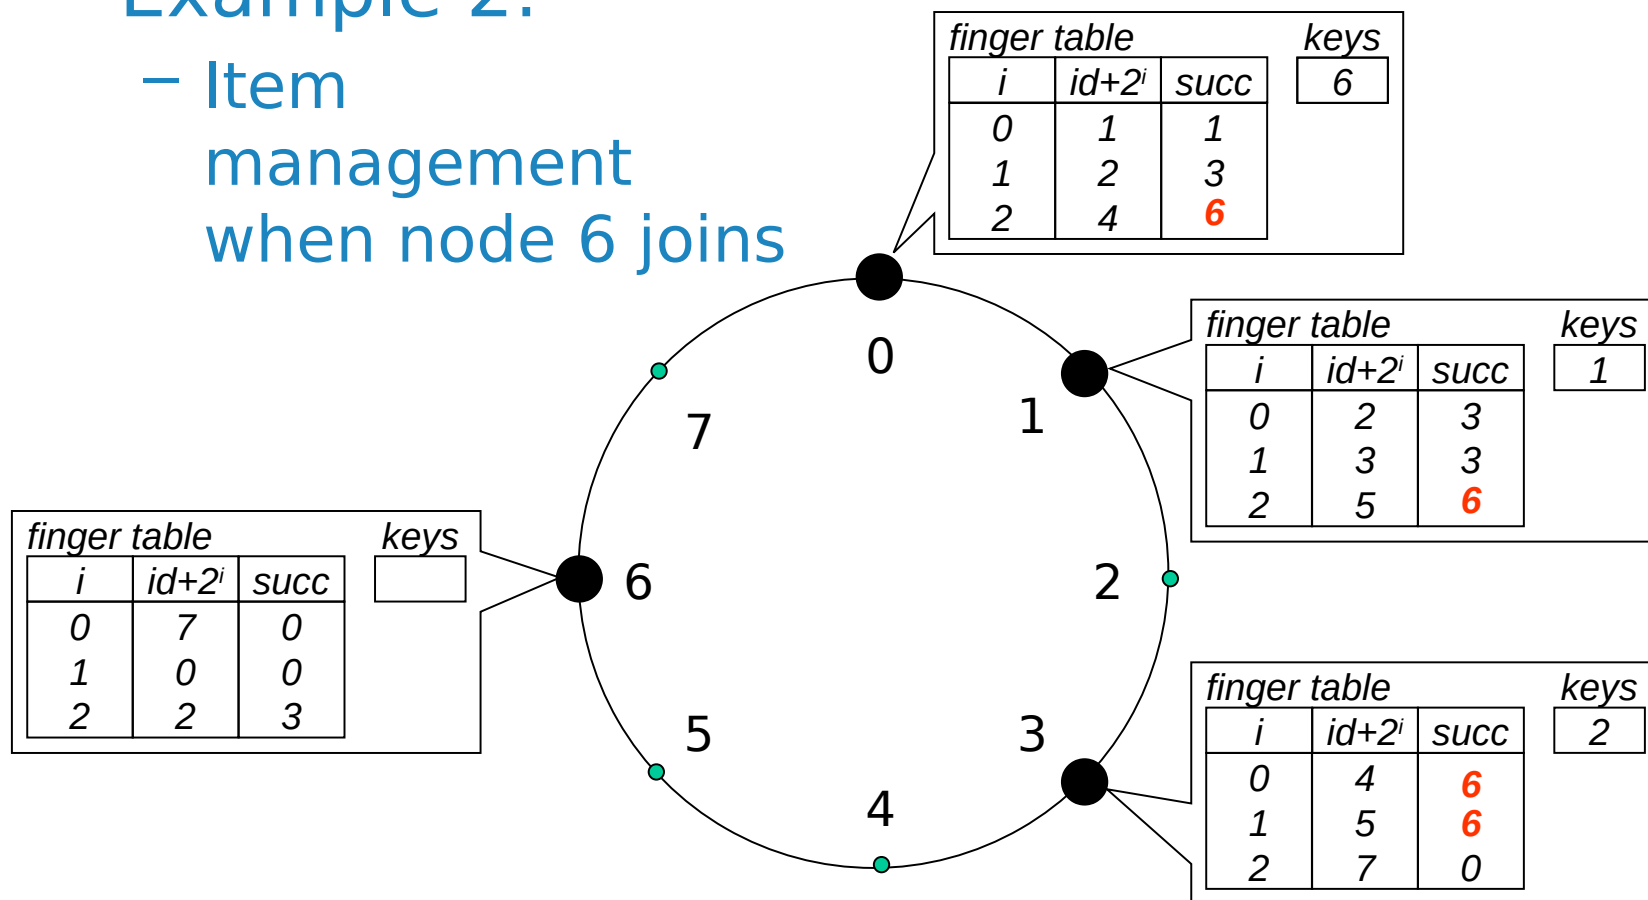 Example 2:
– Item
management
when node 6 joins
finger table keys
i id+2ⁱ succ 6
0 1 1
1 2 3
2 4 6
finger table keys
i id+2ⁱ succ 1
0 2 3
1 3 3
2 5 6
0
1
7
finger table keys
i id+2ⁱ succ
0 7 0
1 0 0
2 2 3
6
2
5
3
4
finger table keys
i id+2ⁱ succ 2
0 4 6
1 5 6
2 7 0